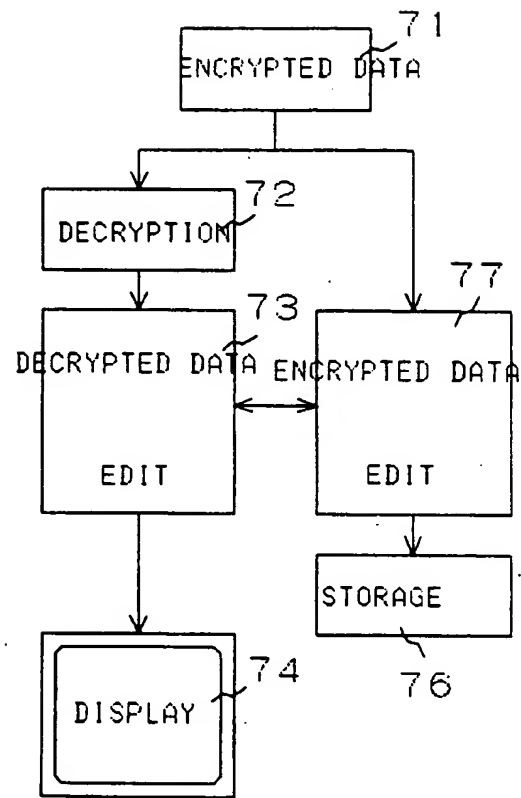 71
ENCRYPTED DATA
72
DECRYPTION
73
DECRYPTED DATA
EDIT
77
ENCRYPTED DATA
EDIT
STORAGE
76
74
DISPLAY